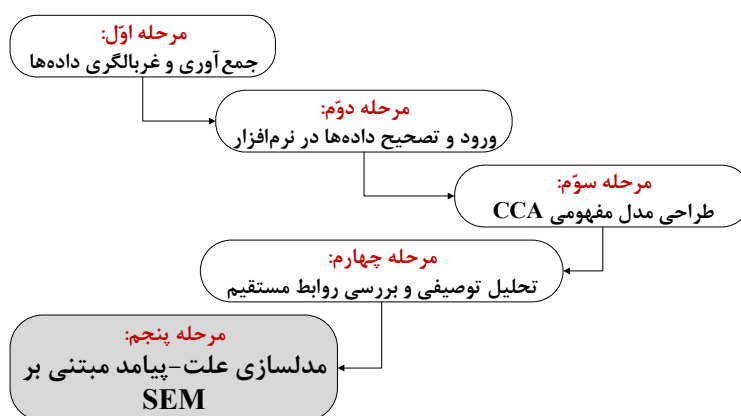 مرحله اوّل:
جمع‌آوری و غربالگری داده‌ها
مرحله دوّم:
ورود و تصحیح داده‌ها در نرم‌افزار
مرحله سوّم:
طراحی مدل مفهومی CCA
مرحله چهارم:
تحلیل توصیفی و بررسی روابط مستقیم
مرحله پنجم:
مدلسازی علت-پیامد مبتنی بر
SEM